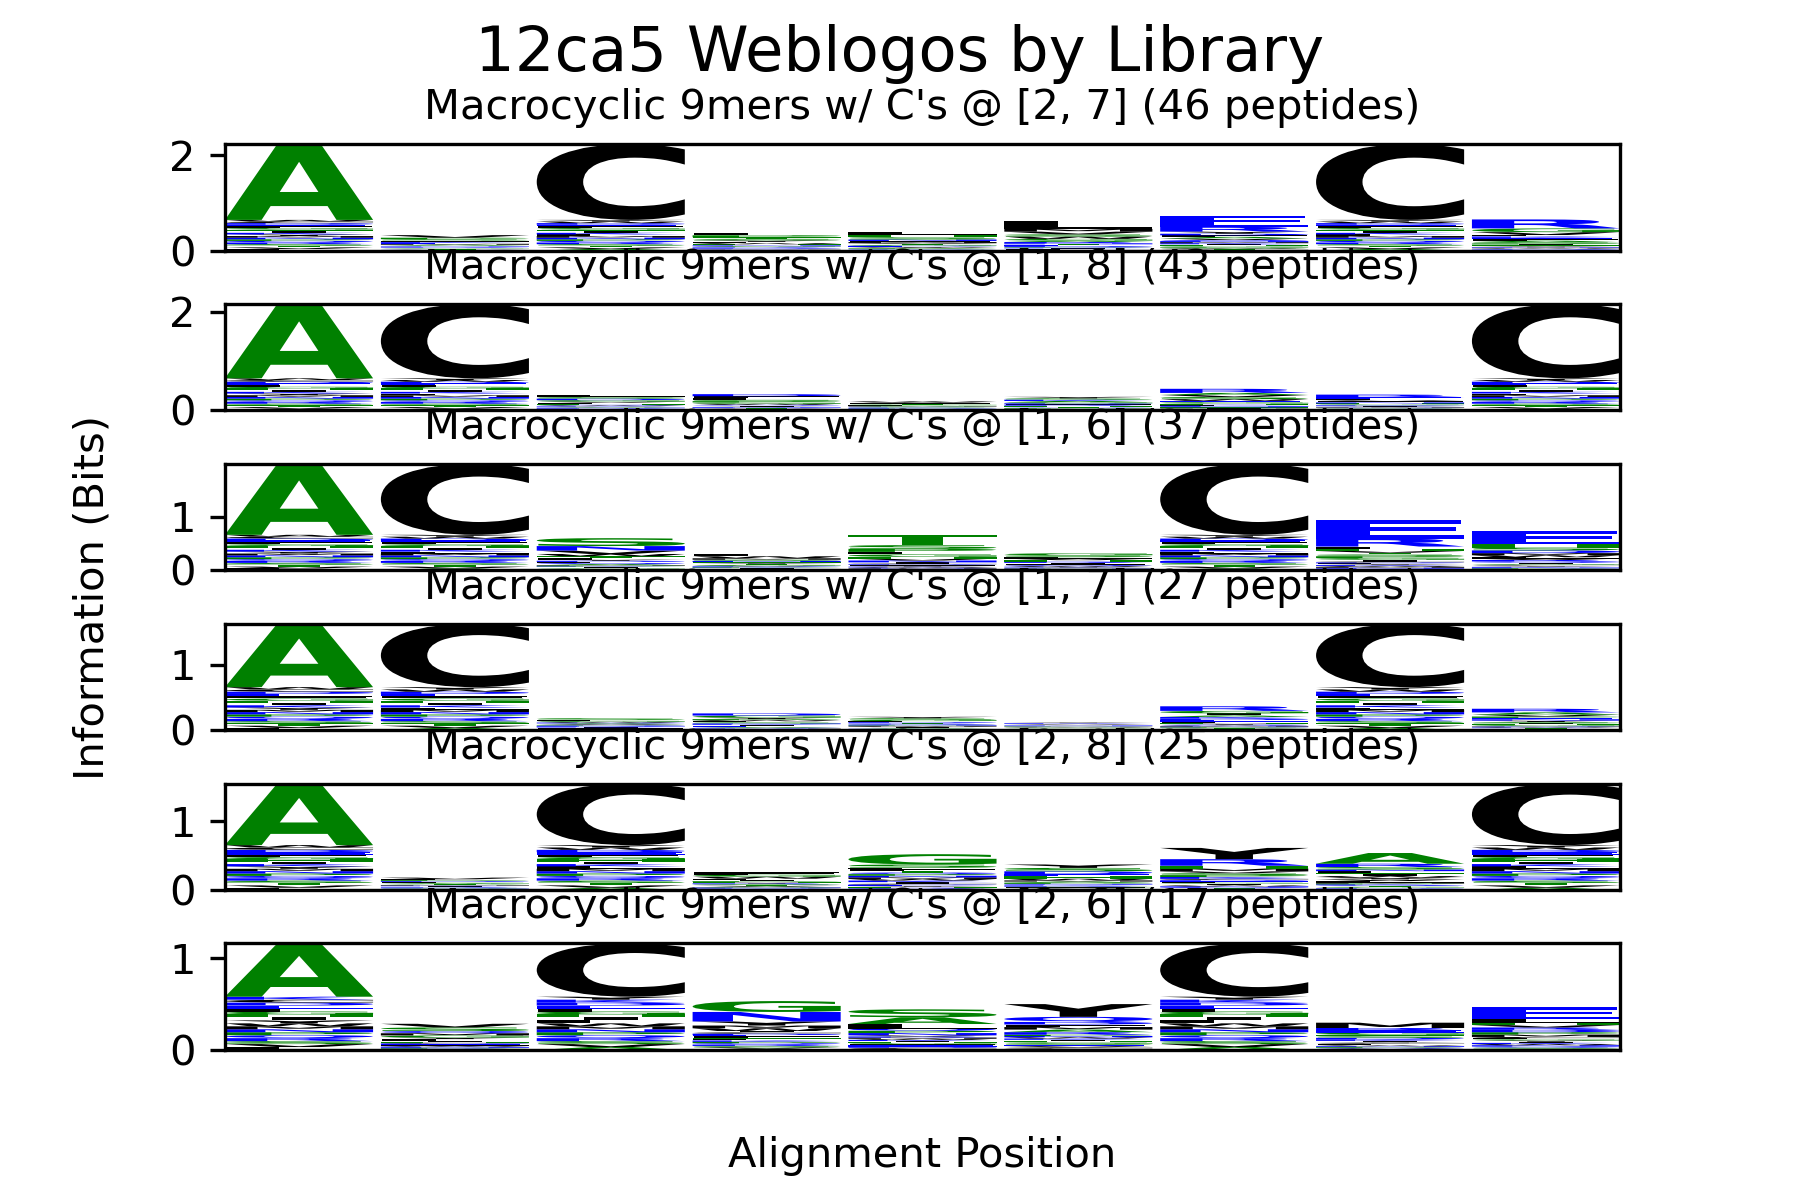 12ca5 Weblogos by Library
Macrocyclic 9mers w/ C's @ [2, 7] (46 peptides)
2
A C C
0
Macrocyclic 9mers w/ C's @ [1, 8] (43 peptides)
2
A C C
0
Macrocyclic 9mers w/ C's @ [1, 6] (37 peptides)
A C C
1
0
Macrocyclic 9mers w/ C's @ [1, 7] (27 peptides)
A C C
1
0
Macrocyclic 9mers w/ C's @ [2, 8] (25 peptides)
A C C
1
0
Macrocyclic 9mers w/ C's @ [2, 6] (17 peptides)
1
A C C
0
Information (Bits)
Alignment Position